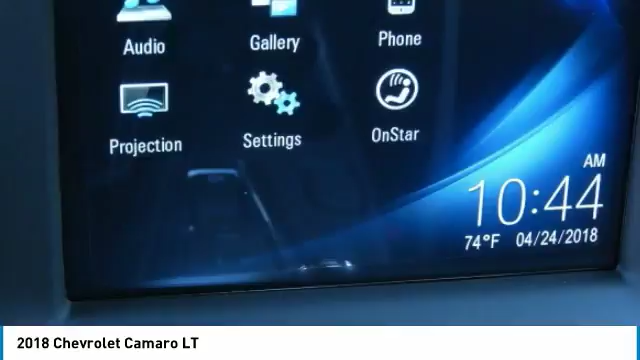 Audio
Gallery
Phone
Projection
Settings
OnStar
AM
10:44
74°F 04/24/2018
2018 Chevrolet Camaro LT